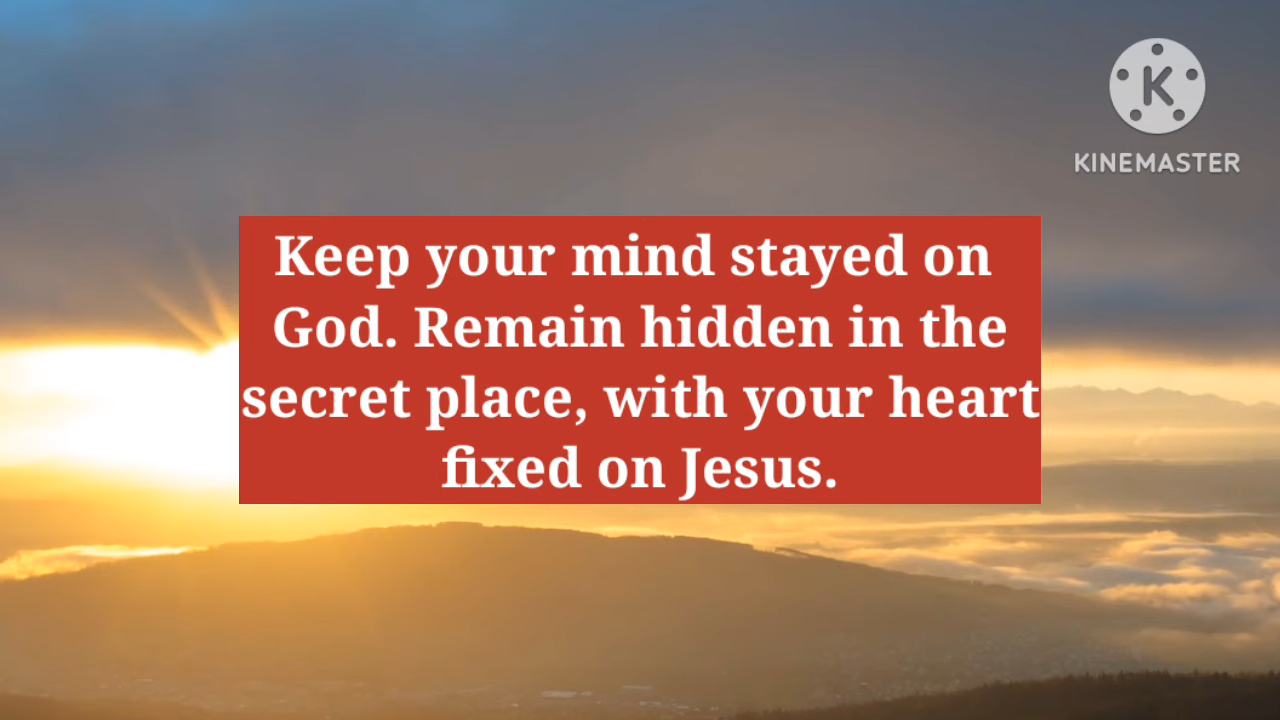 KINEMASTER
Keep your mind stayed on
God. Remain hidden in the
secret place, with your heart
fixed on Jesus.